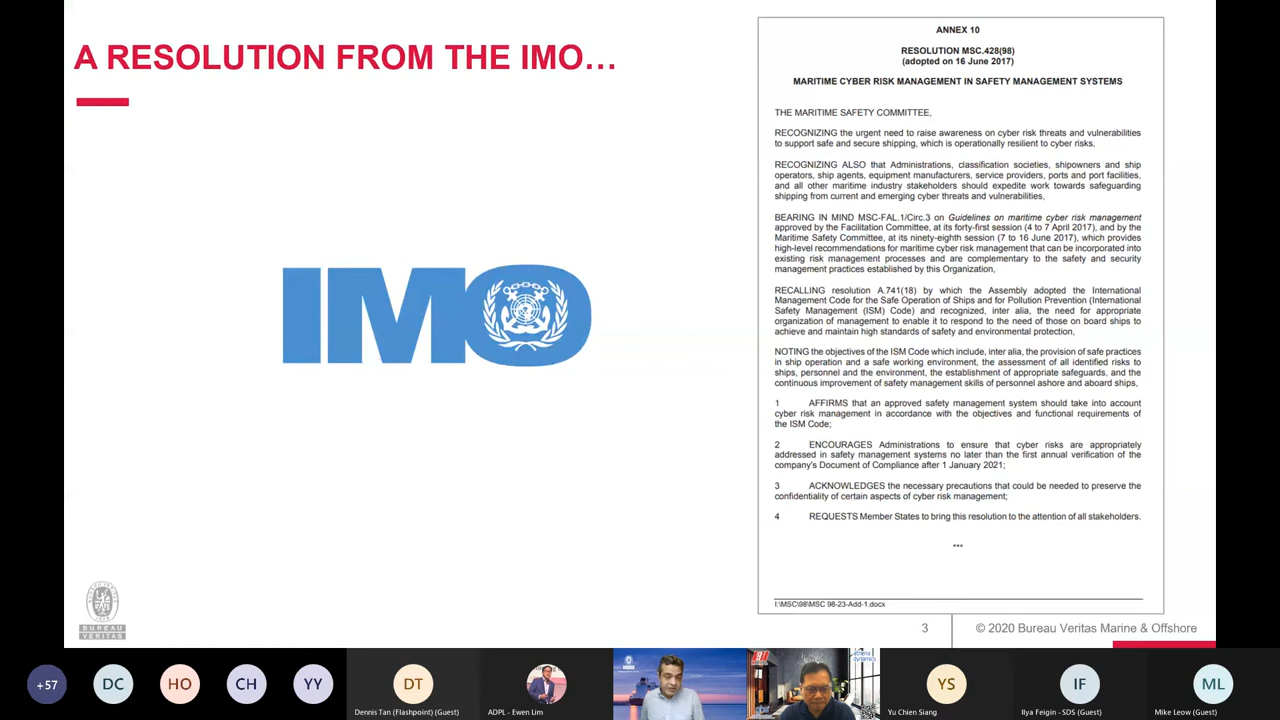 A RESOLUTION FROM THE IMO...
IMO
ANNEX 10
RESOLUTION MSC.428(98)
(adopted on 16 June 2017)
MARITIME CYBER RISK MANAGEMENT IN SAFETY MANAGEMENT SYSTEMS
THE MARITIME SAFETY COMMITTEE,
RECOGNIZING the urgent need to raise awareness on cyber risk threats and vulnerabilities
to support safe and secure shipping, which is operationally resilient to cyber risks,
RECOGNIZING ALSO that Administrations, classification societies, shipowners and ship
operators, ship agents, equipment manufacturers, service providers, ports and port facilities,
and all other maritime industry stakeholders should expedite work towards safeguarding
shipping from current and emerging cyber threats and vulnerabilities,
BEARING IN MIND MSC-FAL.1/Circ.3 on Guidelines on maritime cyber risk management
approved by the Facilitation Committee, at its forty-first session (4 to 7 April 2017), and by the
Maritime Safety Committee, at its ninety-eighth session (7 to 16 June 2017), which provides
high-level recommendations for maritime cyber risk management that can be incorporated into
existing risk management processes and are complementary to the safety and security
management practices established by this Organization,
RECALLING resolution A.741(18) by which the Assembly adopted the International
Management Code for the Safe Operation of Ships and for Pollution Prevention (International
Safety Management (ISM) Code) and recognized, inter alia, the need for appropriate
organization of management to enable it to respond to the need of those on board ships to
achieve and maintain high standards of safety and environmental protection,
NOTING the objectives of the ISM Code which include, inter alia, the provision of safe practices
in ship operation and a safe working environment, the assessment of all identified risks to
ships, personnel and the environment, the establishment of appropriate safeguards, and the
continuous improvement of safety management skills of personnel ashore and aboard ships,
1 AFFIRMS that an approved safety management system should take into account
cyber risk management in accordance with the objectives and functional requirements of
the ISM Code;
2 ENCOURAGES Administrations to ensure that cyber risks are appropriately
addressed in safety management systems no later than the first annual verification of the
company's Document of Compliance after 1 January 2021;
3 ACKNOWLEDGES the necessary precautions that could be needed to preserve the
confidentiality of certain aspects of cyber risk management;
4 REQUESTS Member States to bring this resolution to the attention of all stakeholders.
***
I:\MSC\98\MSC 98-23-Add-1.docx
BUREAU
VERITAS
3
© 2020 Bureau Veritas Marine & Offshore
+57
DC
HO
CH
YY
DT
Dennis Tan (Flashpoint) (Guest)
ADPL - Ewen Lim
athena
dynamics
YS
Yu Chien Siang
IF
Ilya Feigin - SDS (Guest)
ML
Mike Leow (Guest)